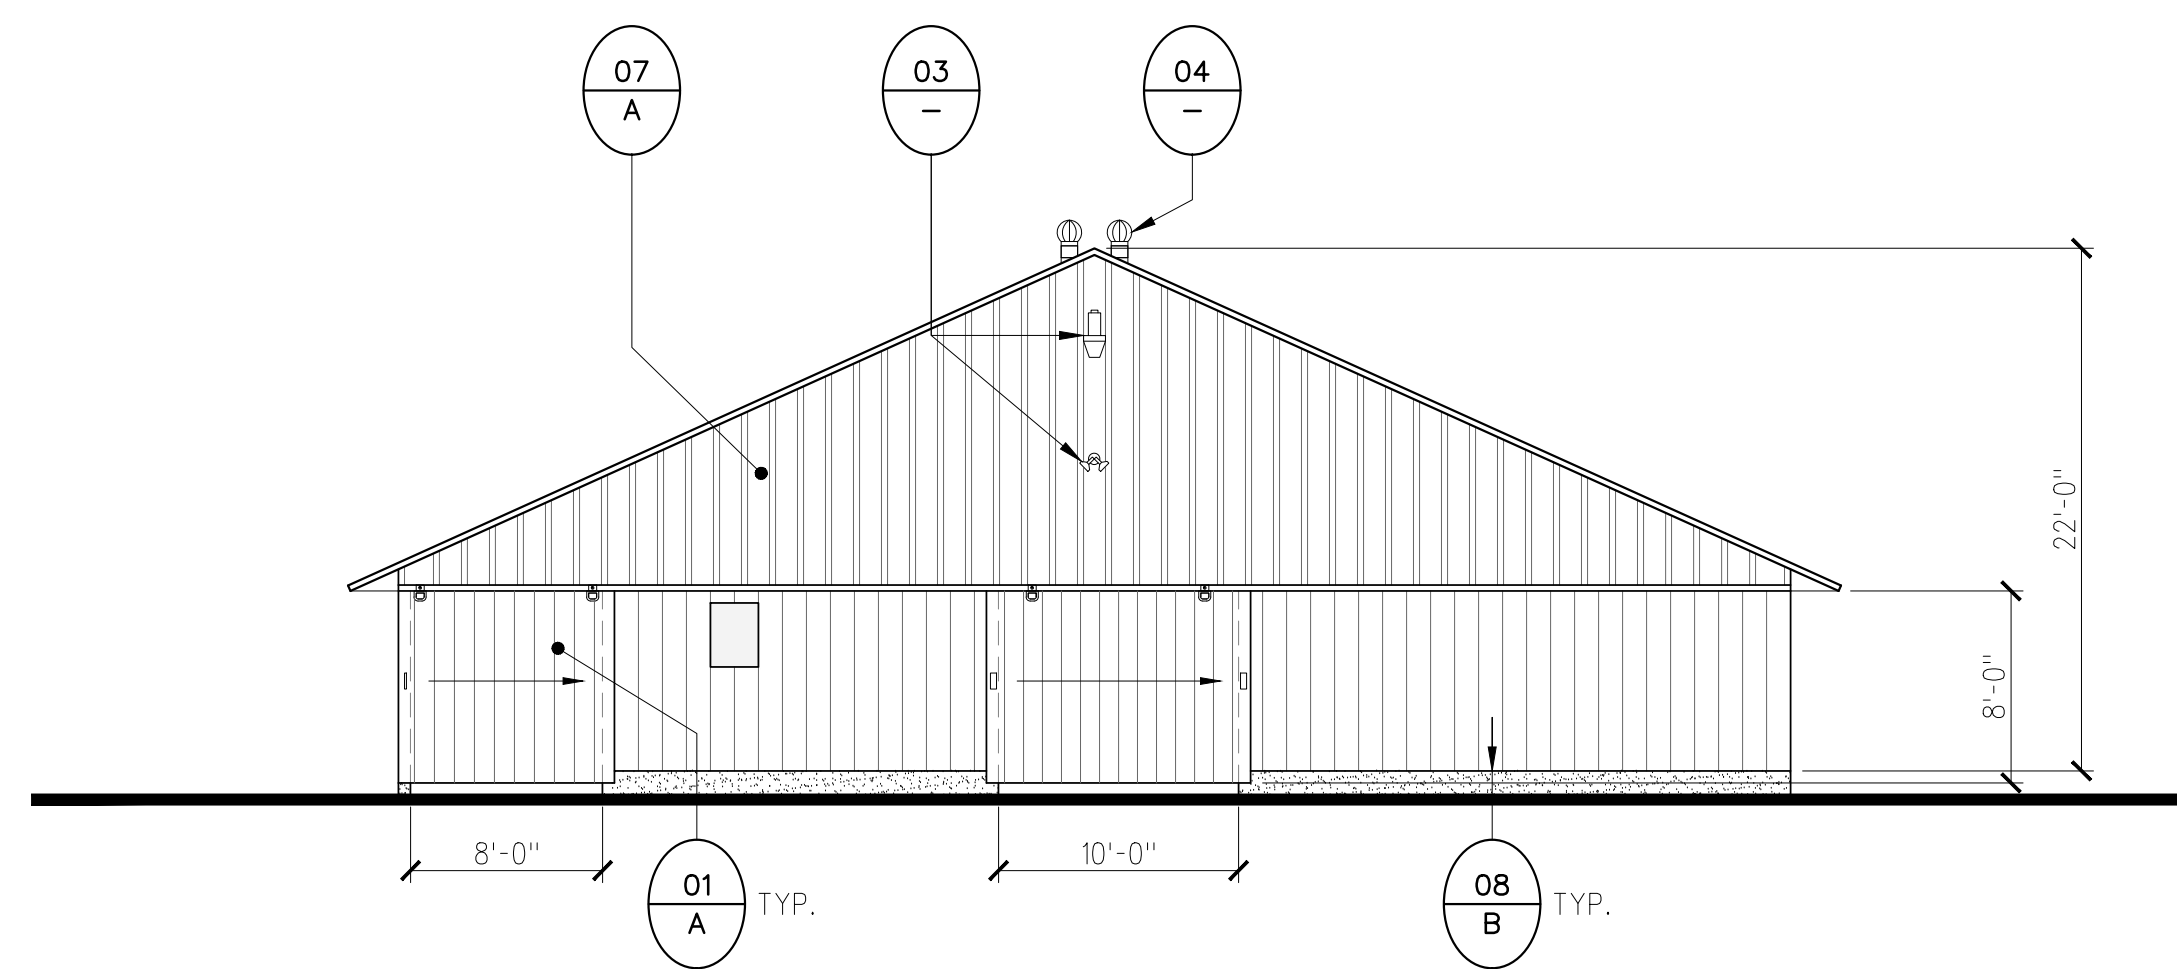 07
A
03
–
04
–
22'-0"
8'-0"
8'-0"
10'-0"
01
A
TYP.
08
B
TYP.